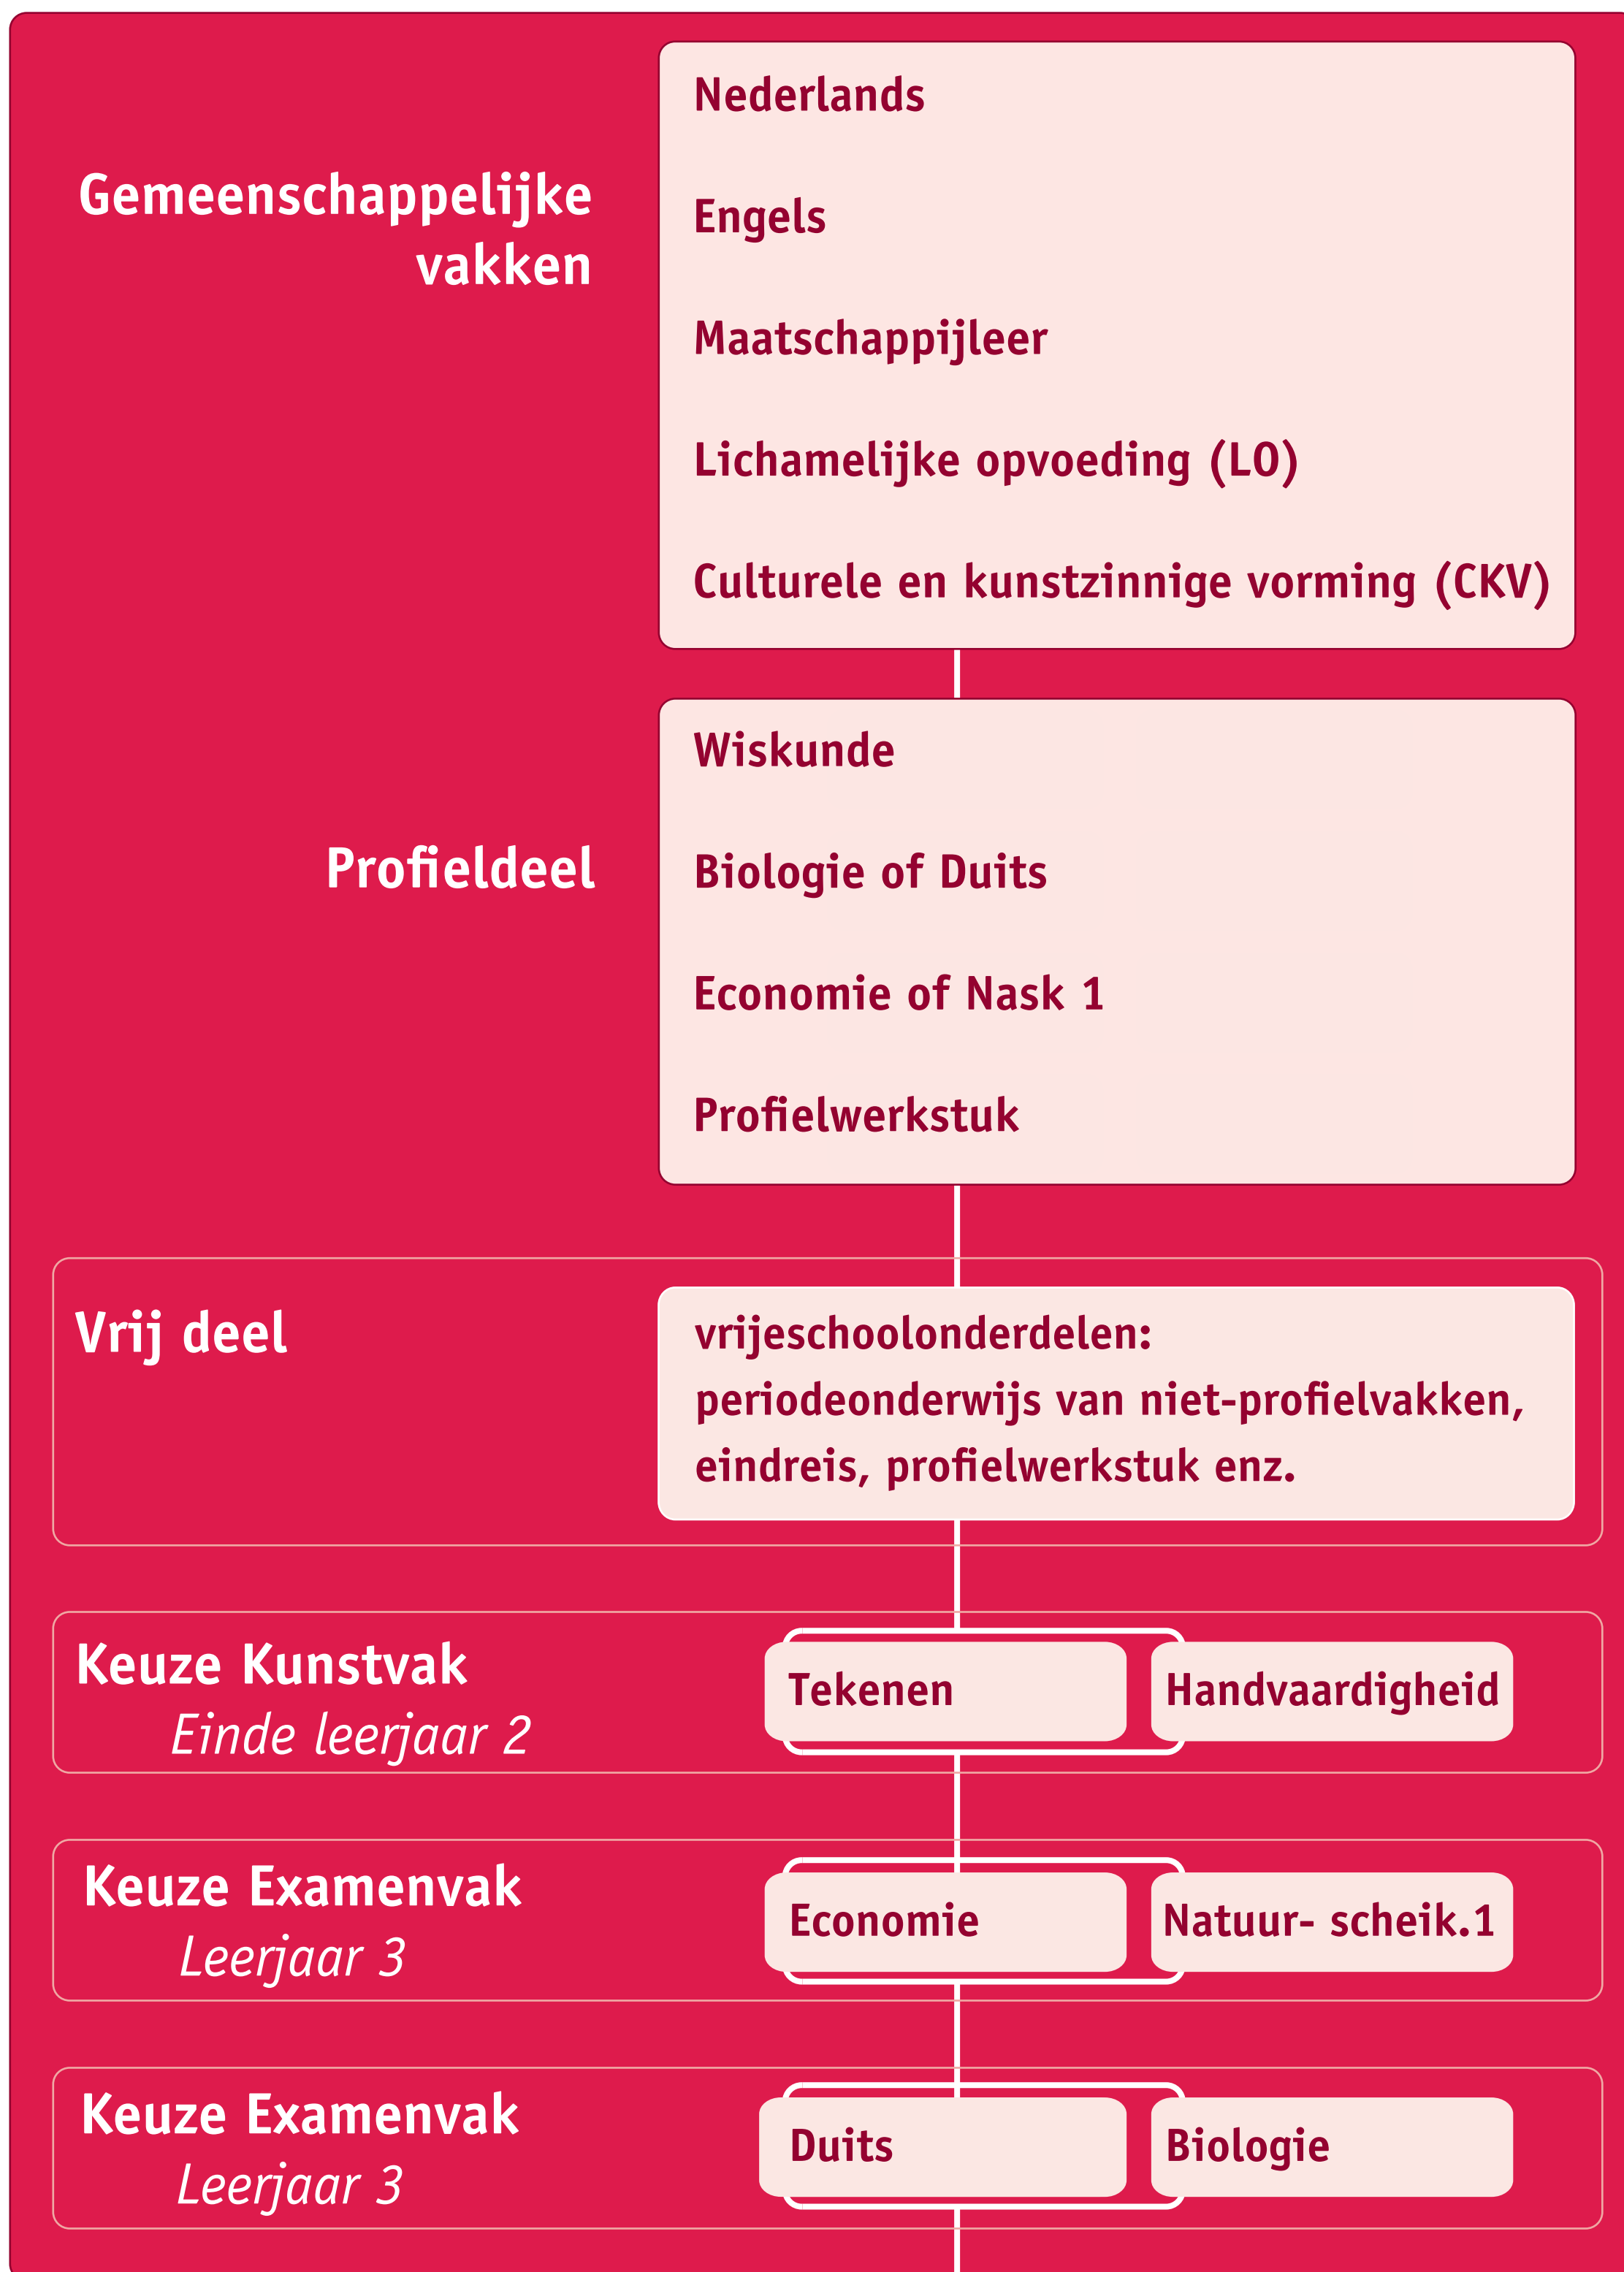 Gemeenschappelijke
vakken
Nederlands
Engels
Maatschappijleer
Lichamelijke opvoeding (LO)
Culturele en kunstzinnige vorming (CKV)
Profieldeel
Wiskunde
Biologie of Duits
Economie of Nask 1
Profielwerkstuk
Vrij deel
vrijeschoolonderdelen:
periodeonderwijs van niet-profielvakken,
eindreis, profielwerkstuk enz.
Keuze Kunstvak
Einde leerjaar 2
Tekenen
Handvaardigheid
Keuze Examenvak
Leerjaar 3
Economie
Natuur- scheik.1
Keuze Examenvak
Leerjaar 3
Duits
Biologie